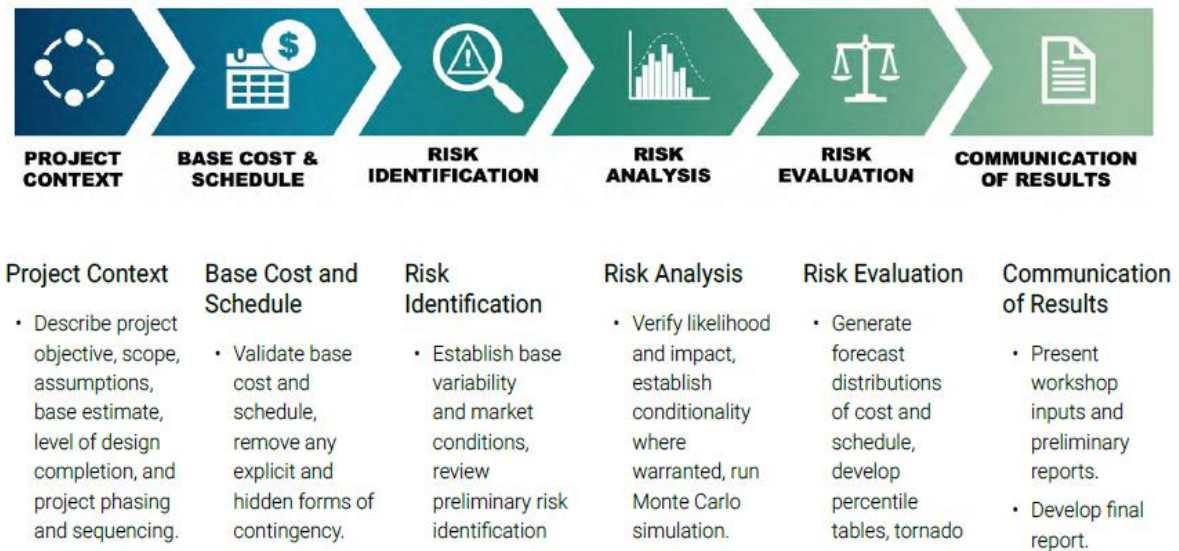 PROJECT
CONTEXT
BASE COST &
SCHEDULE
RISK
IDENTIFICATION
RISK
ANALYSIS
RISK
EVALUATION
COMMUNICATION
OF RESULTS
Project Context
• Describe project
objective, scope,
assumptions,
base estimate,
level of design
completion, and
project phasing
and sequencing.
Base Cost and
Schedule
• Validate base
cost and
schedule,
remove any
explicit and
hidden forms of
contingency.
Risk
Identification
• Establish base
variability
and market
conditions,
review
preliminary risk
identification
Risk Analysis
• Verify likelihood
and impact,
establish
conditionality
where
warranted, run
Monte Carlo
simulation.
Risk Evaluation
• Generate
forecast
distributions
of cost and
schedule,
develop
percentile
tables, tornado
Communication
of Results
• Present
workshop
inputs and
preliminary
reports.
• Develop final
report.
$